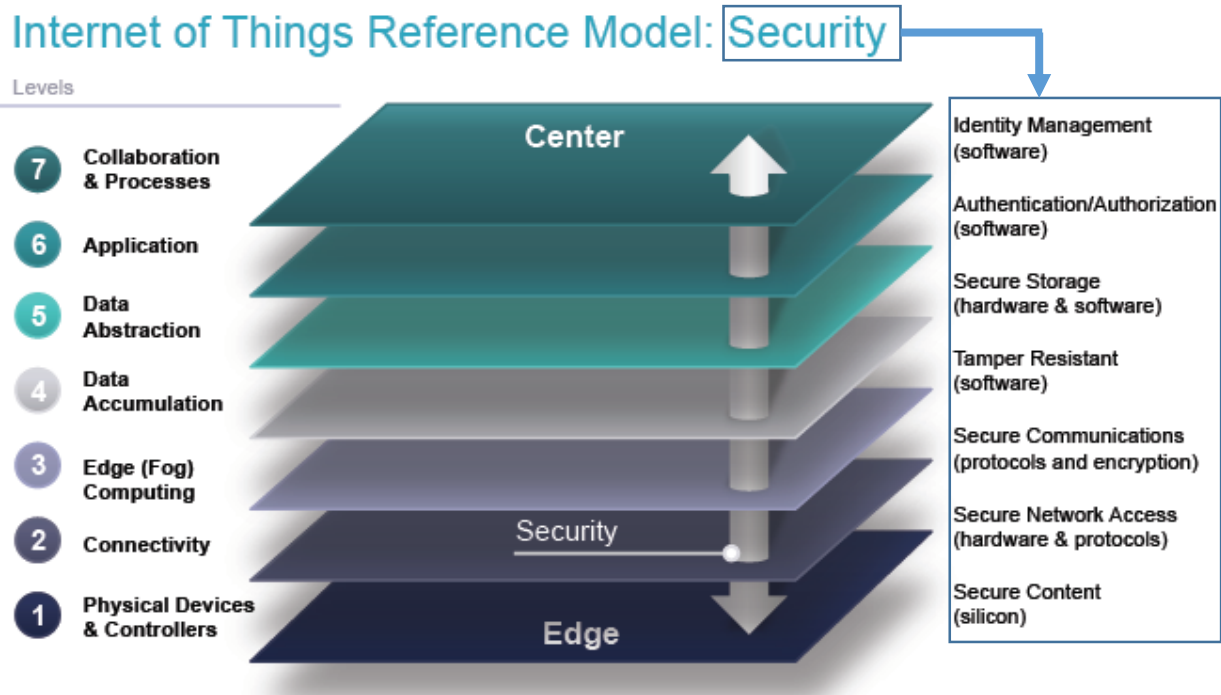 Internet of Things Reference Model: Security
Levels
7
Collaboration
& Processes
6
Application
5
Data
Abstraction
4
Data
Accumulation
3
Edge (Fog)
Computing
2
Connectivity
1
Physical Devices
& Controllers
Center
Security
Edge
Identity Management
(software)
Authentication/Authorization
(software)
Secure Storage
(hardware & software)
Tamper Resistant
(software)
Secure Communications
(protocols and encryption)
Secure Network Access
(hardware & protocols)
Secure Content
(silicon)